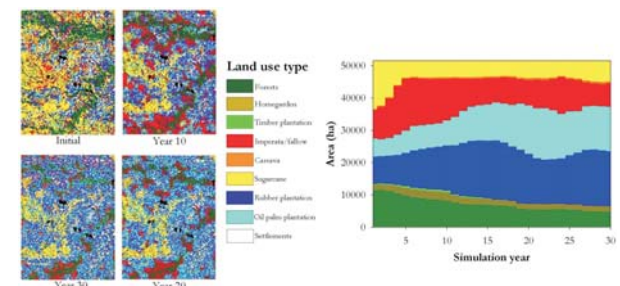 Initial
Year 10
Year 30
Year 20
Land use type
Forests
Homegarden
Timber plantation
Imperata/fallow
Cassava
Sugarcane
Rubber plantation
Oil palm plantation
Settlements
Area (ha)
50000
40000
30000
20000
10000
0
5
10
15
20
25
30
Simulation year